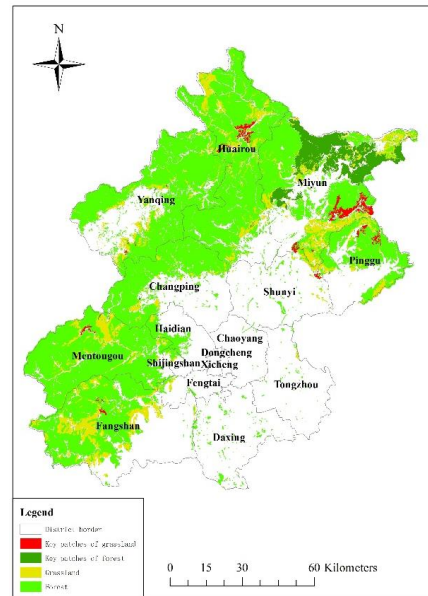 N
Huairou
Miyun
Yanqing
Pinggu
Changping
Shunyi
Haidian
Chaoyang
Mentougou
Dongcheng
Shijingshan
Xicheng
Fengtai
Tongzhou
Fangshan
Daxing
Legend
District border
Key patches of grassland
Key patches of forest
Grassland
Forest
0 15 30 60 Kilometers